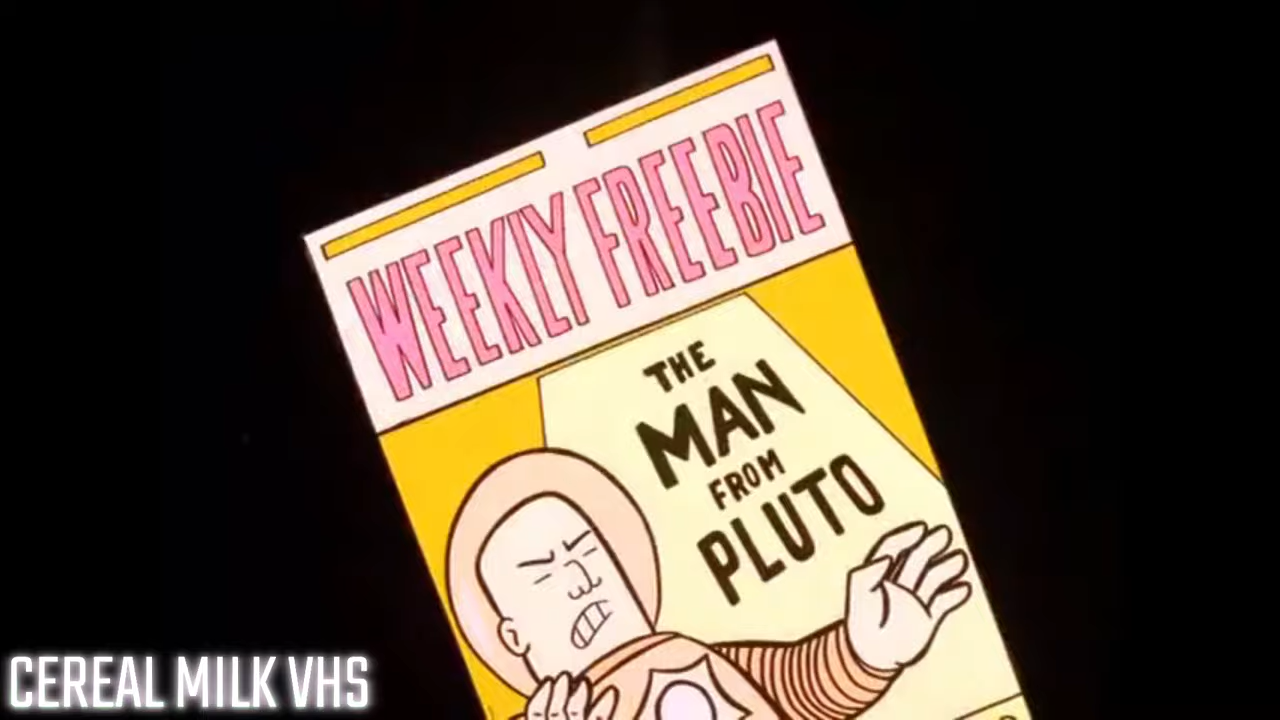 WEEKLY FREEBIE
THE
MAN
FROM
PLUTO
CEREAL MILK VHS